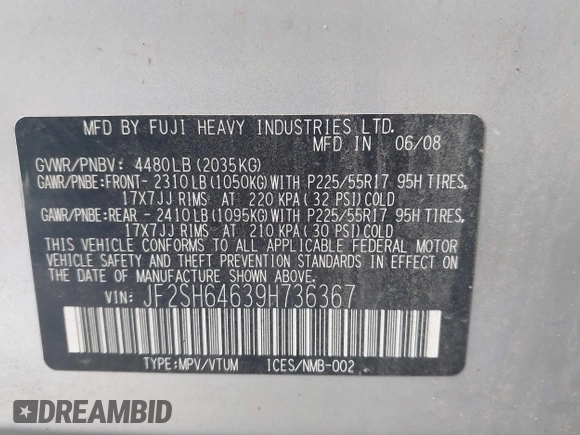 MFD BY FUJI HEAVY INDUSTRIES LTD.
MFD IN 06/08
GVWR/PNBV: 4480LB(2035KG)
GAWR/PNBE:FRONT- 2310LB(1050KG)WITH P225/55R17 95H TIRES,
17X7JJ RIMS AT 220 KPA(32 PSI)COLD
GAWR/PNBE:REAR - 2410LB(1095KG)WITH P225/55R17 95H TIRES,
17X7JJ RIMS AT 210 KPA(30 PSI)COLD
THIS VEHICLE CONFORMS TO ALL APPLICABLE FEDERAL MOTOR
VEHICLE SAFETY AND THEFT PREVENTION STANDARDS IN EFFECT
ON THE DATE OF MANUFACTURE SHOWN ABOVE.
VIN: JF2SH64639H736367
TYPE:MPV/VTUM ICES/NMB-002
DREAMBID